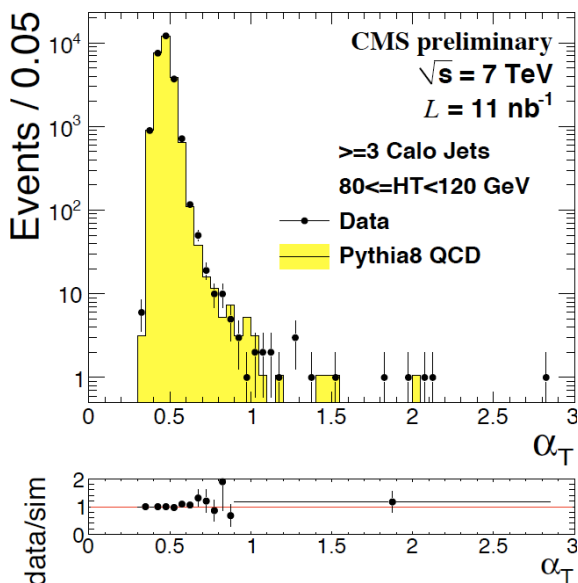 CMS preliminary
√s = 7 TeV
L = 11 nb⁻¹
>=3 Calo Jets
80<=HT<120 GeV
Data
Pythia8 QCD
Events / 0.05
10⁴
10³
10²
10
1
0 0.5 1 1.5 2 2.5 3
α_T
data/sim
2
1
0
0 0.5 1 1.5 2 2.5 3
α_T